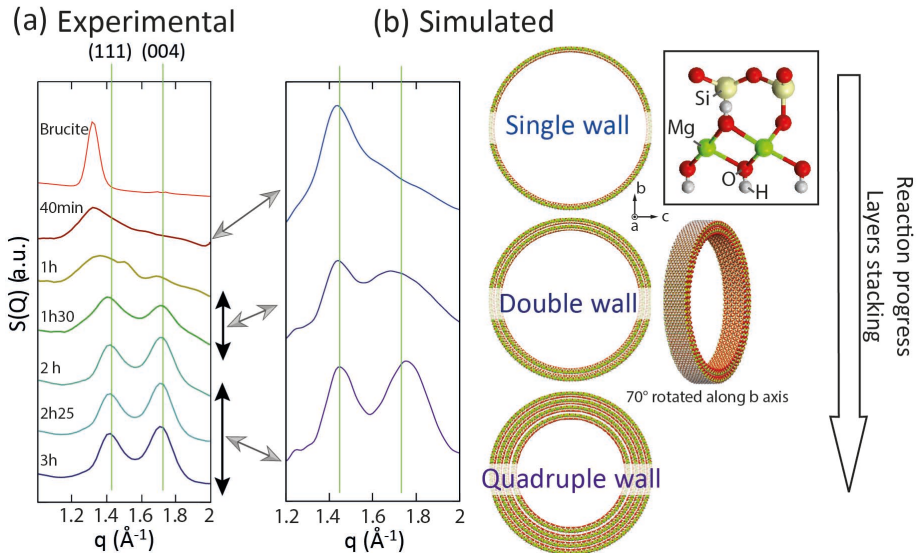 (a) Experimental
(111) (004)
Brucite
40min
1h
1h30
2 h
2h25
3h
S(Q) (a.u.)
1.2 1.4 1.6 1.8 2
q (Å-1)
(b) Simulated
1.2 1.4 1.6 1.8 2
q (Å-1)
Single wall
b
a
c
Double wall
Quadruple wall
Si
Mg
O
H
70° rotated along b axis
Reaction progress
Layers stacking